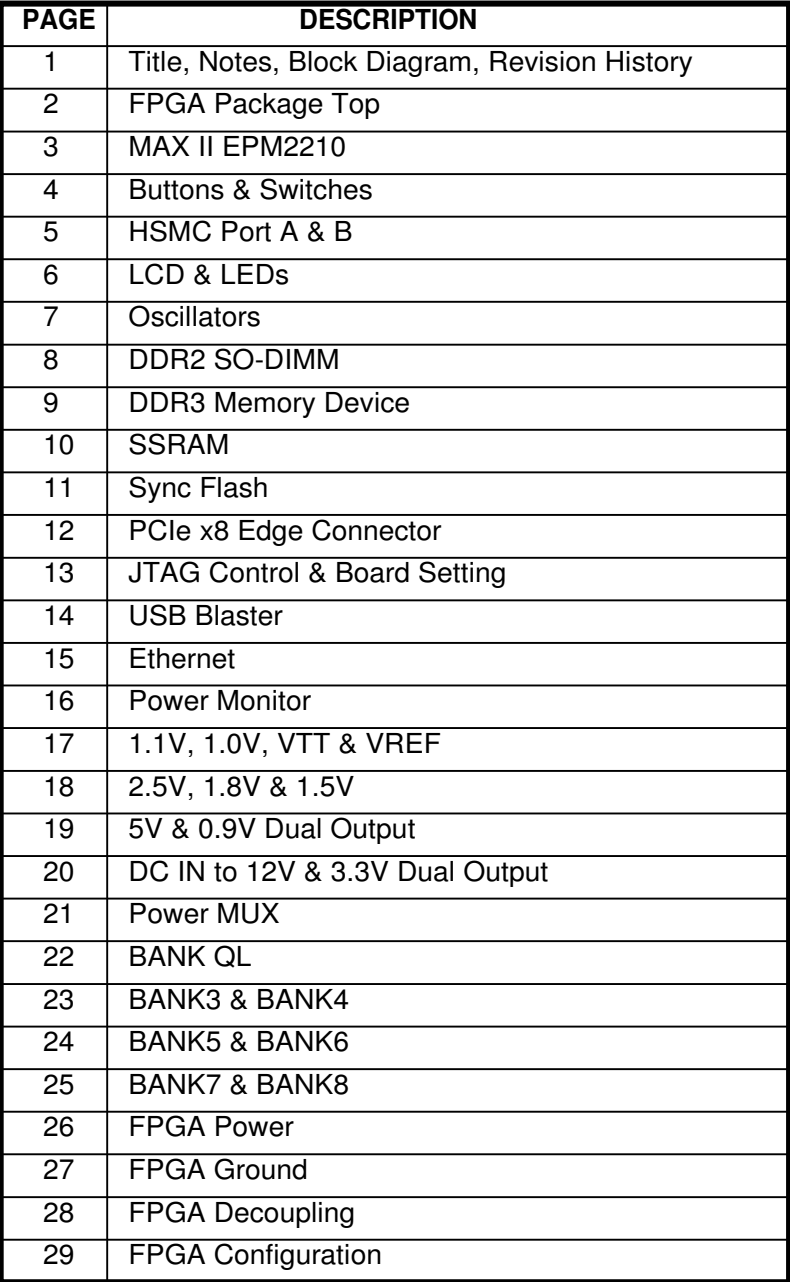 PAGE DESCRIPTION
1 Title, Notes, Block Diagram, Revision History
2 FPGA Package Top
3 MAX II EPM2210
4 Buttons & Switches
5 HSMC Port A & B
6 LCD & LEDs
7 Oscillators
8 DDR2 SO-DIMM
9 DDR3 Memory Device
10 SSRAM
11 Sync Flash
12 PCIe x8 Edge Connector
13 JTAG Control & Board Setting
14 USB Blaster
15 Ethernet
16 Power Monitor
17 1.1V, 1.0V, VTT & VREF
18 2.5V, 1.8V & 1.5V
19 5V & 0.9V Dual Output
20 DC IN to 12V & 3.3V Dual Output
21 Power MUX
22 BANK QL
23 BANK3 & BANK4
24 BANK5 & BANK6
25 BANK7 & BANK8
26 FPGA Power
27 FPGA Ground
28 FPGA Decoupling
29 FPGA Configuration